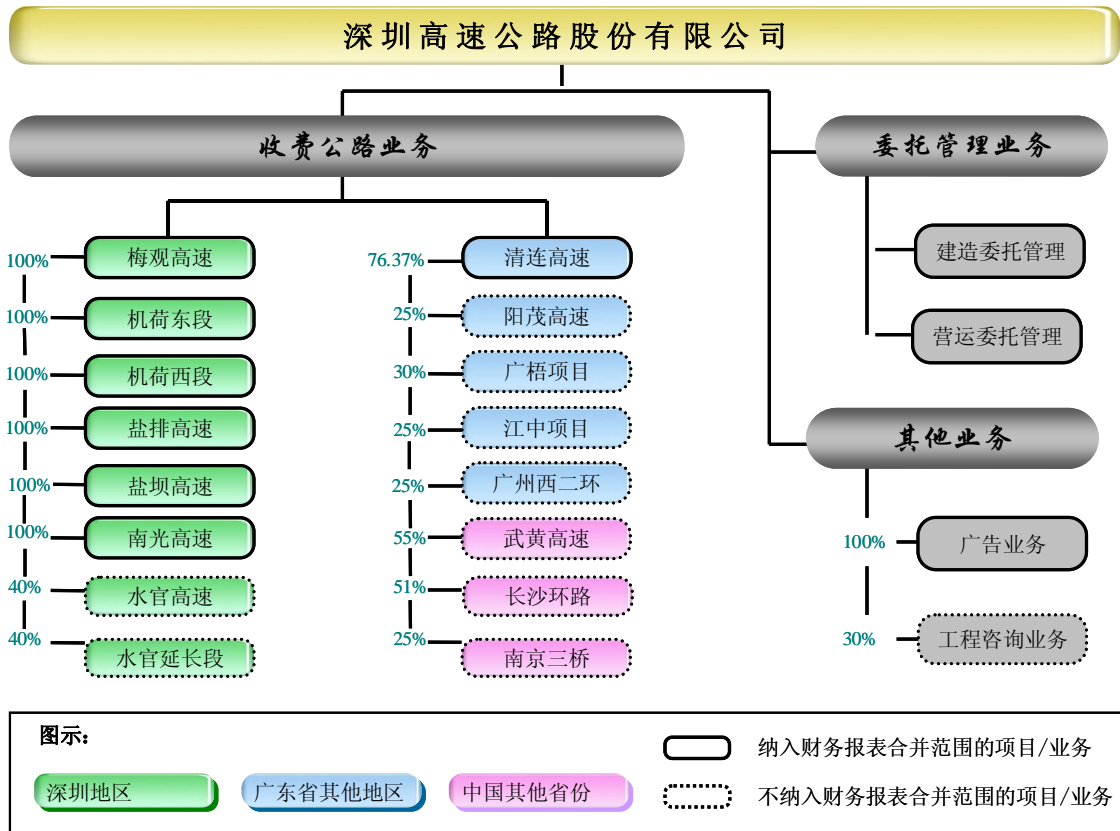 深圳高速公路股份有限公司
收费公路业务
委托管理业务
100% 梅观高速
100% 机荷东段
100% 机荷西段
100% 盐排高速
100% 盐坝高速
100% 南光高速
40% 水官高速
40% 水官延长段
76.37% 清连高速
25% 阳茂高速
30% 广梧项目
25% 江中项目
25% 广州西二环
55% 武黄高速
51% 长沙环路
25% 南京三桥
建造委托管理
营运委托管理
其他业务
100% 广告业务
30% 工程咨询业务
图示：
深圳地区
广东省其他地区
中国其他省份
纳入财务报表合并范围的项目/业务
不纳入财务报表合并范围的项目/业务